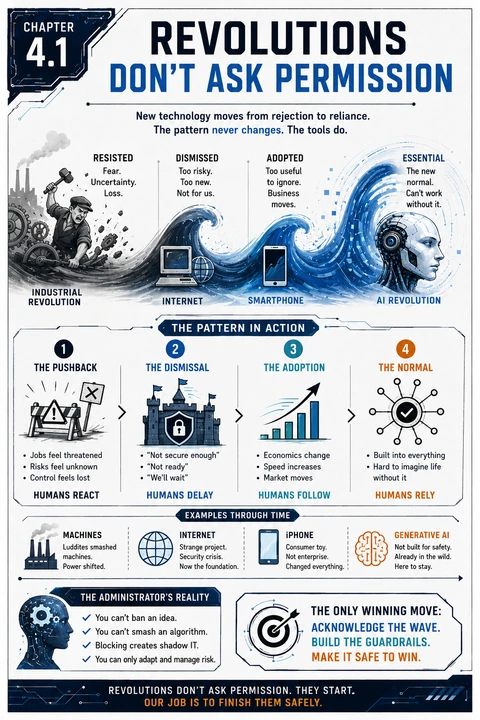 CHAPTER
4.1
REVOLUTIONS
DON'T ASK PERMISSION
New technology moves from rejection to reliance.
The pattern never changes. The tools do.
RESISTED
Fear.
Uncertainty.
Loss.
DISMISSED
Too risky.
Too new.
Not for us.
ADOPTED
Too useful
to ignore.
Business
moves.
ESSENTIAL
The new
normal.
Can't work
without it.
INDUSTRIAL
REVOLUTION
INTERNET
SMARTPHONE
AI REVOLUTION
THE PATTERN IN ACTION
1
THE PUSHBACK
• Jobs feel threatened
• Risks feel unknown
• Control feels lost
HUMANS REACT
2
THE DISMISSAL
• "Not secure enough"
• "Not ready"
• "We'll wait"
HUMANS DELAY
3
THE ADOPTION
• Economics change
• Speed increases
• Market moves
HUMANS FOLLOW
4
THE NORMAL
• Built into everything
• Hard to imagine life
without it
HUMANS RELY
EXAMPLES THROUGH TIME
MACHINES
Luddites smashed
machines.
Power shifted.
INTERNET
Strange project.
Security crisis.
Now the foundation.
iPHONE
Consumer toy.
Not enterprise.
Changed everything.
GENERATIVE AI
Not built for safety.
Already in the wild.
Here to stay.
THE ADMINISTRATOR'S REALITY
✓ You can't ban an idea.
✓ You can't smash an algorithm.
✓ Blocking creates shadow IT.
✓ You can only adapt and manage risk.
THE ONLY WINNING MOVE:
ACKNOWLEDGE THE WAVE.
BUILD THE GUARDRAILS.
MAKE IT SAFE TO WIN.
REVOLUTIONS DON'T ASK PERMISSION. THEY START.
OUR JOB IS TO FINISH THEM SAFELY.